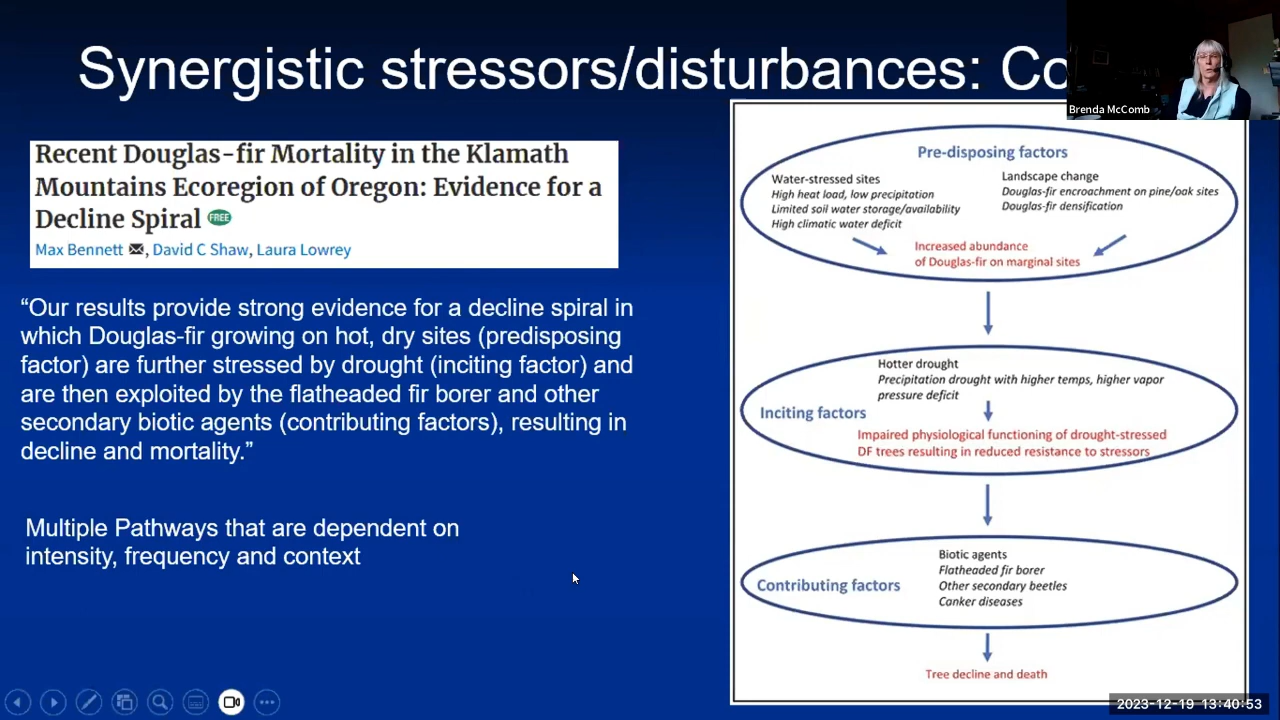 Synergistic stressors/disturbances: Co
Brenda McComb
Recent Douglas-fir Mortality in the Klamath
Mountains Ecoregion of Oregon: Evidence for a
Decline Spiral FREE
Max Bennett , David C Shaw, Laura Lowrey
“Our results provide strong evidence for a decline spiral in
which Douglas-fir growing on hot, dry sites (predisposing
factor) are further stressed by drought (inciting factor) and
are then exploited by the flatheaded fir borer and other
secondary biotic agents (contributing factors), resulting in
decline and mortality.”
Multiple Pathways that are dependent on
intensity, frequency and context
Pre-disposing factors
Water-stressed sites
High heat load, low precipitation
Limited soil water storage/availability
High climatic water deficit
Landscape change
Douglas-fir encroachment on pine/oak sites
Douglas-fir densification
Increased abundance
of Douglas-fir on marginal sites
Inciting factors
Hotter drought
Precipitation drought with higher temps, higher vapor
pressure deficit
Impaired physiological functioning of drought-stressed
DF trees resulting in reduced resistance to stressors
Contributing factors
Biotic agents
Flatheaded fir borer
Other secondary beetles
Canker diseases
Tree decline and death
2023-12-19 13:40:53